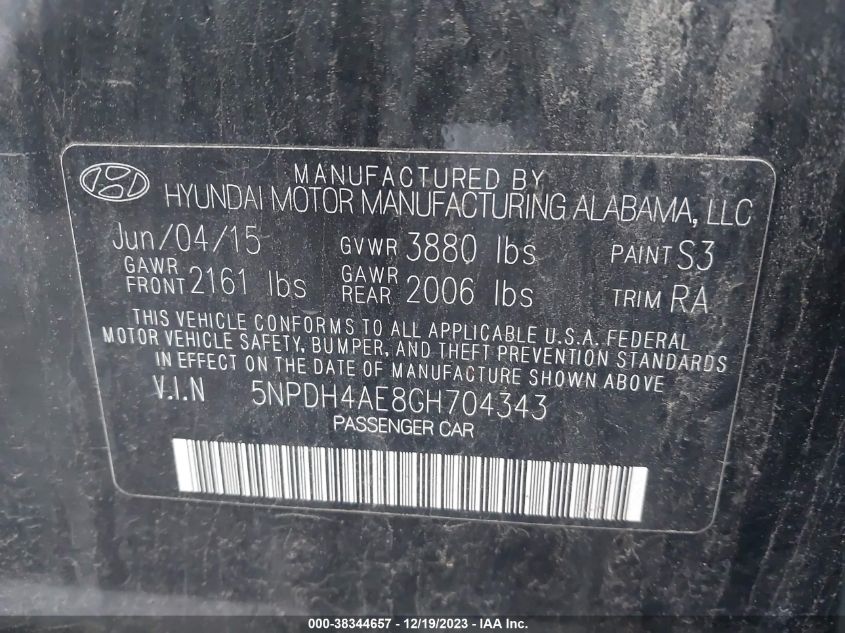 MANUFACTURED BY
HYUNDAI MOTOR MANUFACTURING ALABAMA, LLC
Jun/04/15 GVWR 3880 lbs PAINT S3
GAWR FRONT 2161 lbs GAWR REAR 2006 lbs TRIM RA
THIS VEHICLE CONFORMS TO ALL APPLICABLE U.S.A. FEDERAL
MOTOR VEHICLE SAFETY, BUMPER, AND THEFT PREVENTION STANDARDS
IN EFFECT ON THE DATE OF MANUFACTURE SHOWN ABOVE
V.I.N 5NPDH4AE8GH704343
PASSENGER CAR
000-38344657 - 12/19/2023 - IAA Inc.